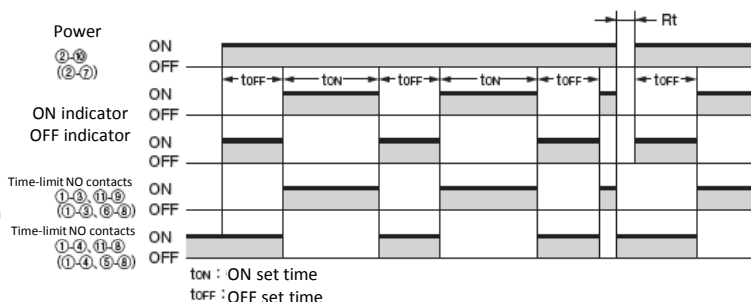 Rt
Power
②-⑩
(②-⑦)
ON
OFF
tOFF tON tOFF tON tOFF tOFF
ON indicator
ON
OFF
OFF indicator
ON
OFF
Time-limit NO contacts
①-③、⑪-⑨
(①-③、⑥-⑧)
ON
OFF
Time-limit NO contacts
①-④、⑪-⑧
(①-④、⑤-⑧)
ON
OFF
tON : ON set time
tOFF : OFF set time